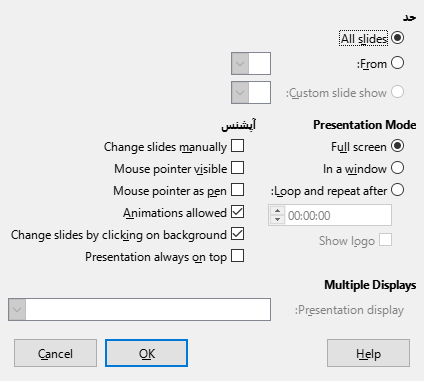 حد
All slides
From:
Custom slide show:
Presentation Mode
Full screen
In a window
Loop and repeat after:
00:00:00
Show logo
آپشنس
Change slides manually
Mouse pointer visible
Mouse pointer as pen
Animations allowed
Change slides by clicking on background
Presentation always on top
Multiple Displays
Presentation display:
Help
OK
Cancel